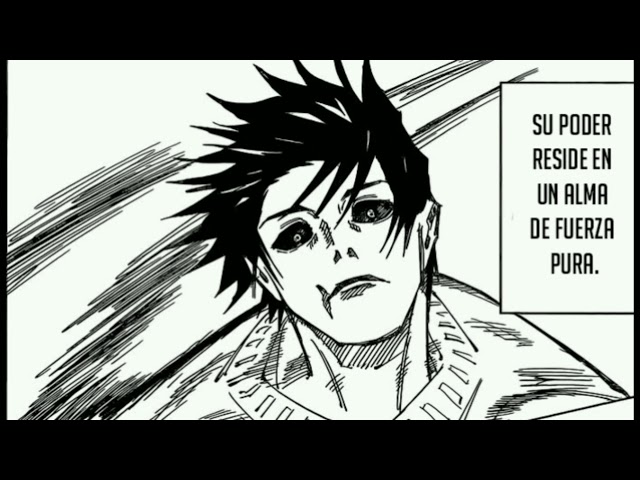 SU PODER
RESIDE EN
UN ALMA
DE FUERZA
PURA.